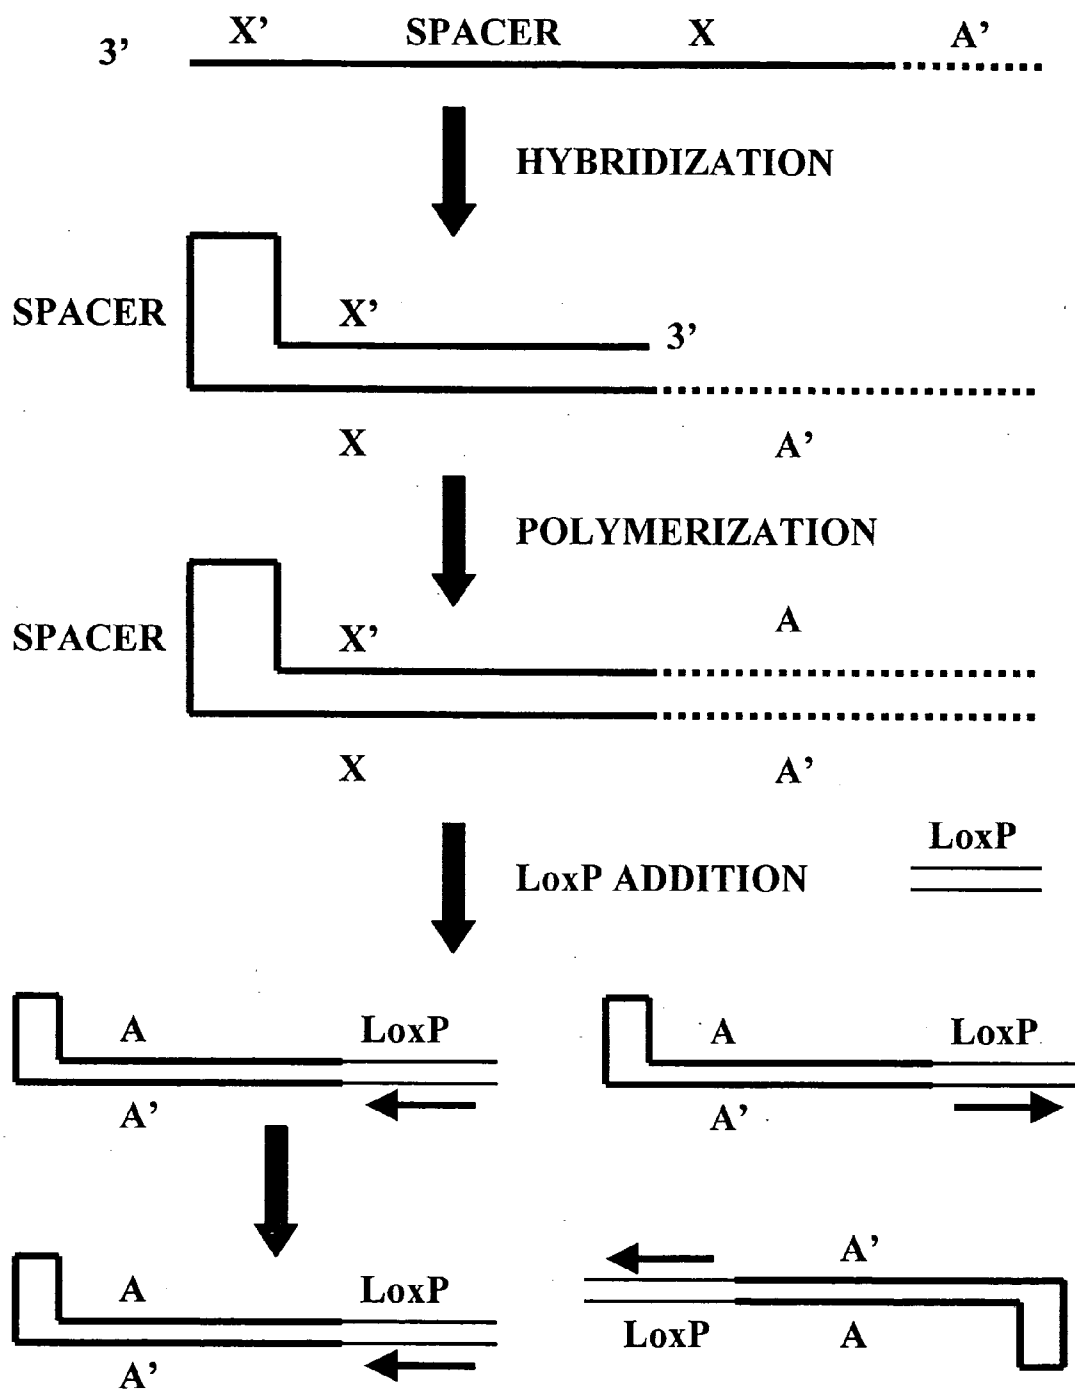 3’ X’ SPACER X A’
HYBRIDIZATION
SPACER X’ 3’
X A’
POLYMERIZATION
A
SPACER X’
X A’
LoxP
LoxP ADDITION
A LoxP A LoxP
A’ A’
A’
A LoxP
LoxP A
A’